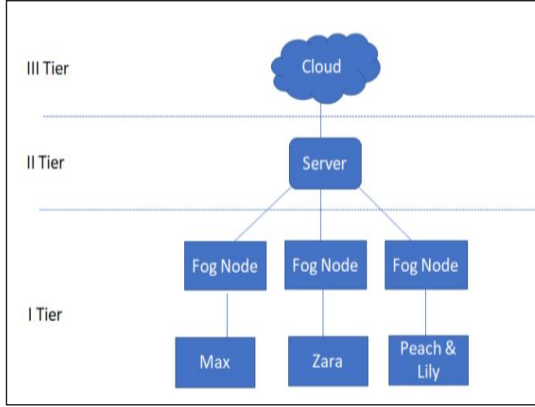 III Tier
Cloud
II Tier
Server
Fog Node
Fog Node
Fog Node
I Tier
Max
Zara
Peach &
Lily